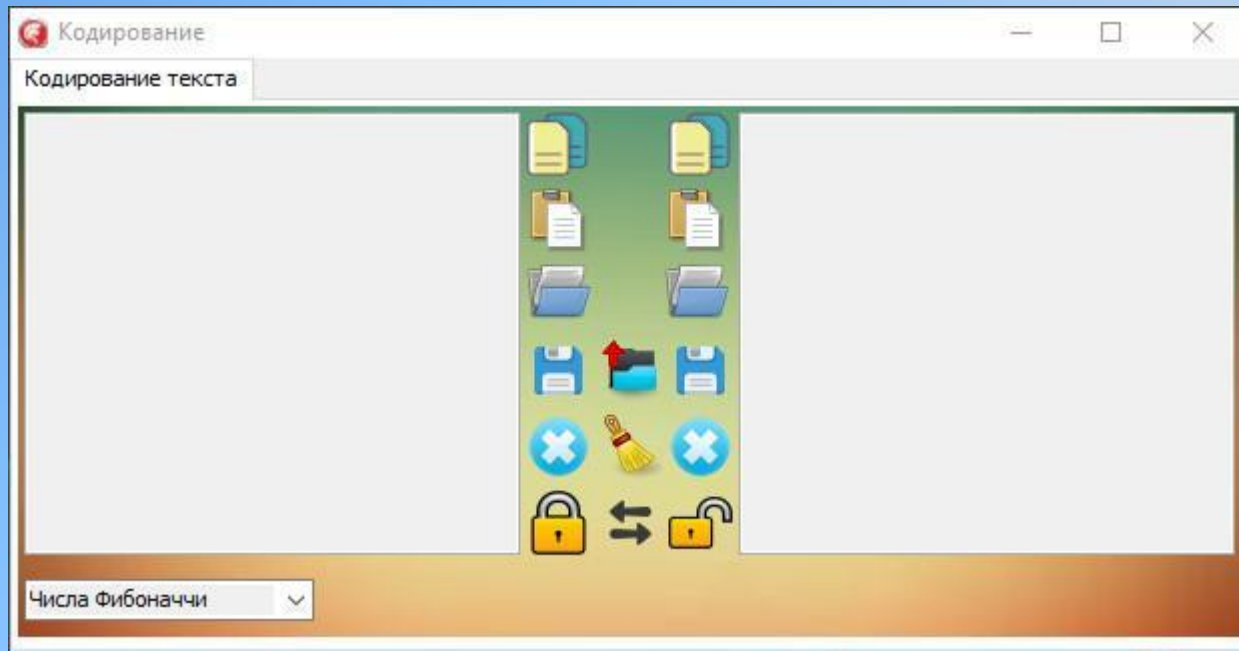 Кодирование
Кодирование текста
Числа Фибоначчи